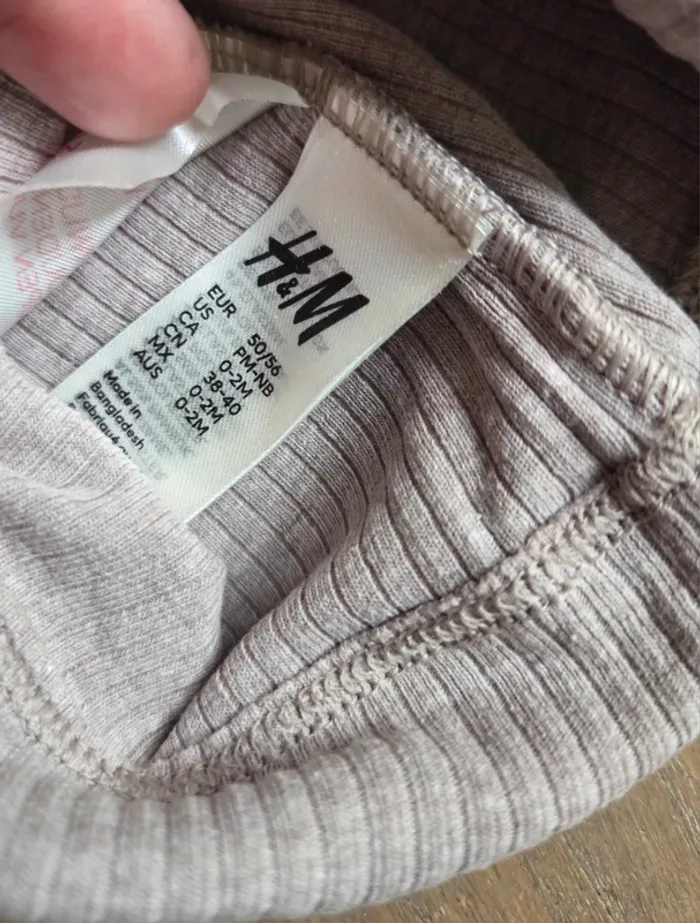 H&M
EUR 50/56
US PM-NB
CA 0-2M
CN 38-40
MX 0-2M
AUS 0-2M
Made in
Bangladesh
Fabriqué